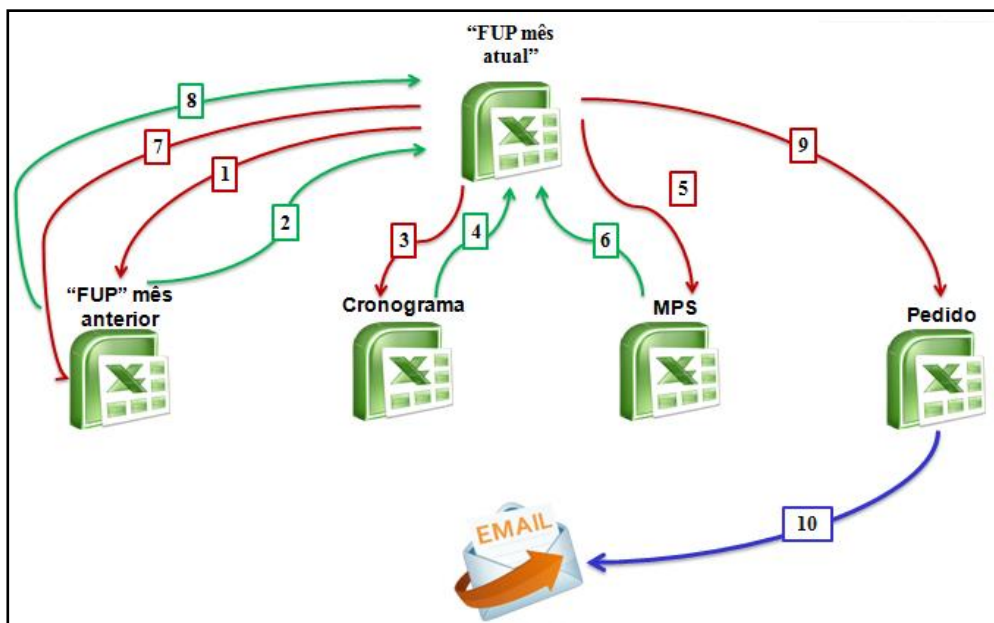 “FUP mês
atual”
8
7
1
2
3
4
5
6
9
“FUP” mês
anterior
Cronograma
MPS
Pedido
10
EMAIL